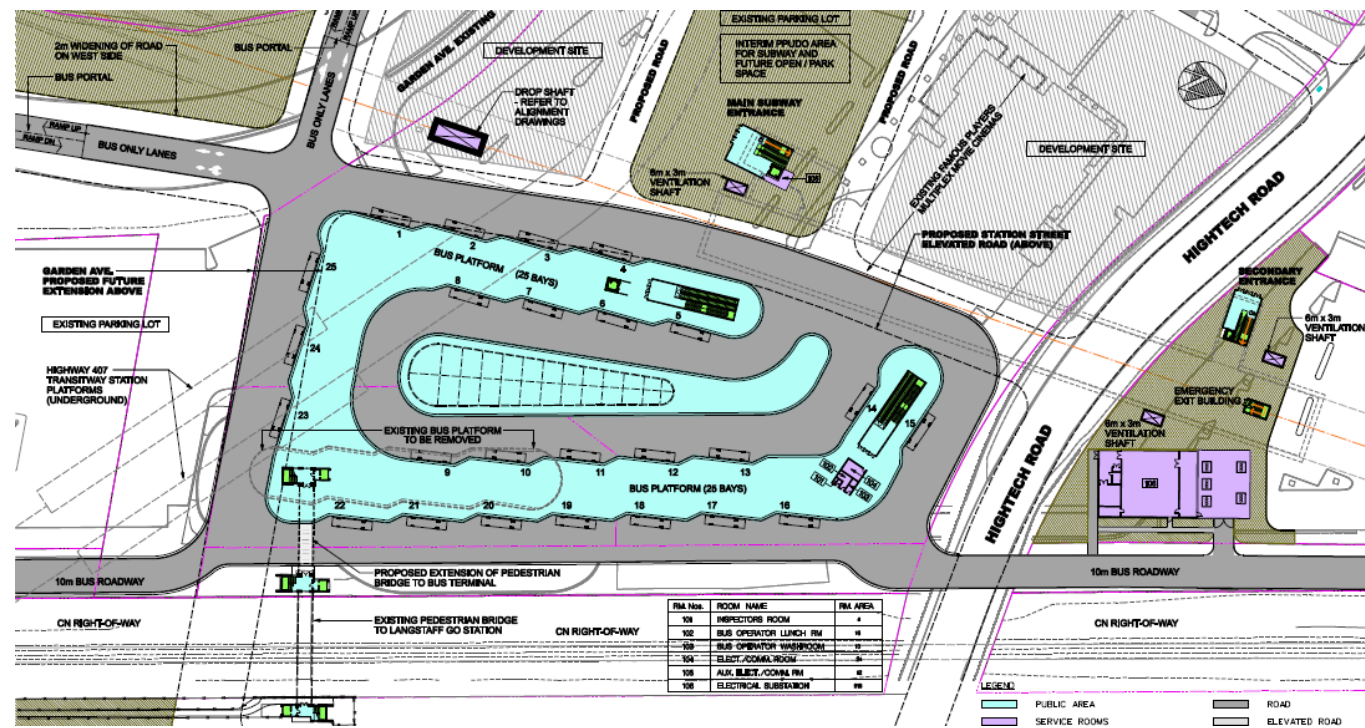 2m WIDENING OF ROAD
ON WEST SIDE
BUS PORTAL
BUS PORTAL
RAMP UP
RAMP UP
RAMP DN
BUS ONLY LANES
BUS ONLY LANES
GARDEN AVE. EXISTING
DEVELOPMENT SITE
DROP SHAFT
- REFER TO
ALIGNMENT
DRAWINGS
PROPOSED ROAD
EXISTING PARKING LOT
INTERIM PPUDO AREA
FOR SUBWAY AND
FUTURE OPEN / PARK
SPACE
MAIN SUBWAY
ENTRANCE
105
6m x 3m
VENTILATION
SHAFT
PROPOSED ROAD
EXISTING FAMOUS PLAYERS
MULTIPLEX MOVIE CINEMAS
DEVELOPMENT SITE
PROPOSED STATION STREET
ELEVATED ROAD (ABOVE)
HIGHTECH ROAD
HIGHTECH ROAD
SECONDARY
ENTRANCE
6m x 3m
VENTILATION
SHAFT
EMERGENCY
EXIT BUILDING
6m x 3m
VENTILATION
SHAFT
106
GARDEN AVE.
PROPOSED FUTURE
EXTENSION ABOVE
EXISTING PARKING LOT
HIGHWAY 407
TRANSITWAY STATION
PLATFORMS
(UNDERGROUND)
1
2
3
4
BUS PLATFORM (25 BAYS)
8
7
6
5
25
24
23
14
15
EXISTING BUS PLATFORM
TO BE REMOVED
9
10
11
12
13
102
101
104
103
BUS PLATFORM (25 BAYS)
22
21
20
19
18
17
16
10m BUS ROADWAY
10m BUS ROADWAY
PROPOSED EXTENSION OF PEDESTRIAN
BRIDGE TO BUS TERMINAL
EXISTING PEDESTRIAN BRIDGE
TO LANGSTAFF GO STATION
CN RIGHT-OF-WAY
CN RIGHT-OF-WAY
CN RIGHT-OF-WAY
RM. Nos. ROOM NAME RM. AREA
101 INSPECTORS ROOM
102 BUS OPERATOR LUNCH RM
103 BUS OPERATOR WASHROOM
104 ELECT./COMM. ROOM
105 AUX. ELECT./COMM. RM
106 ELECTRICAL SUBSTATION
LEGEND
PUBLIC AREA
ROAD
SERVICE ROOMS
ELEVATED ROAD